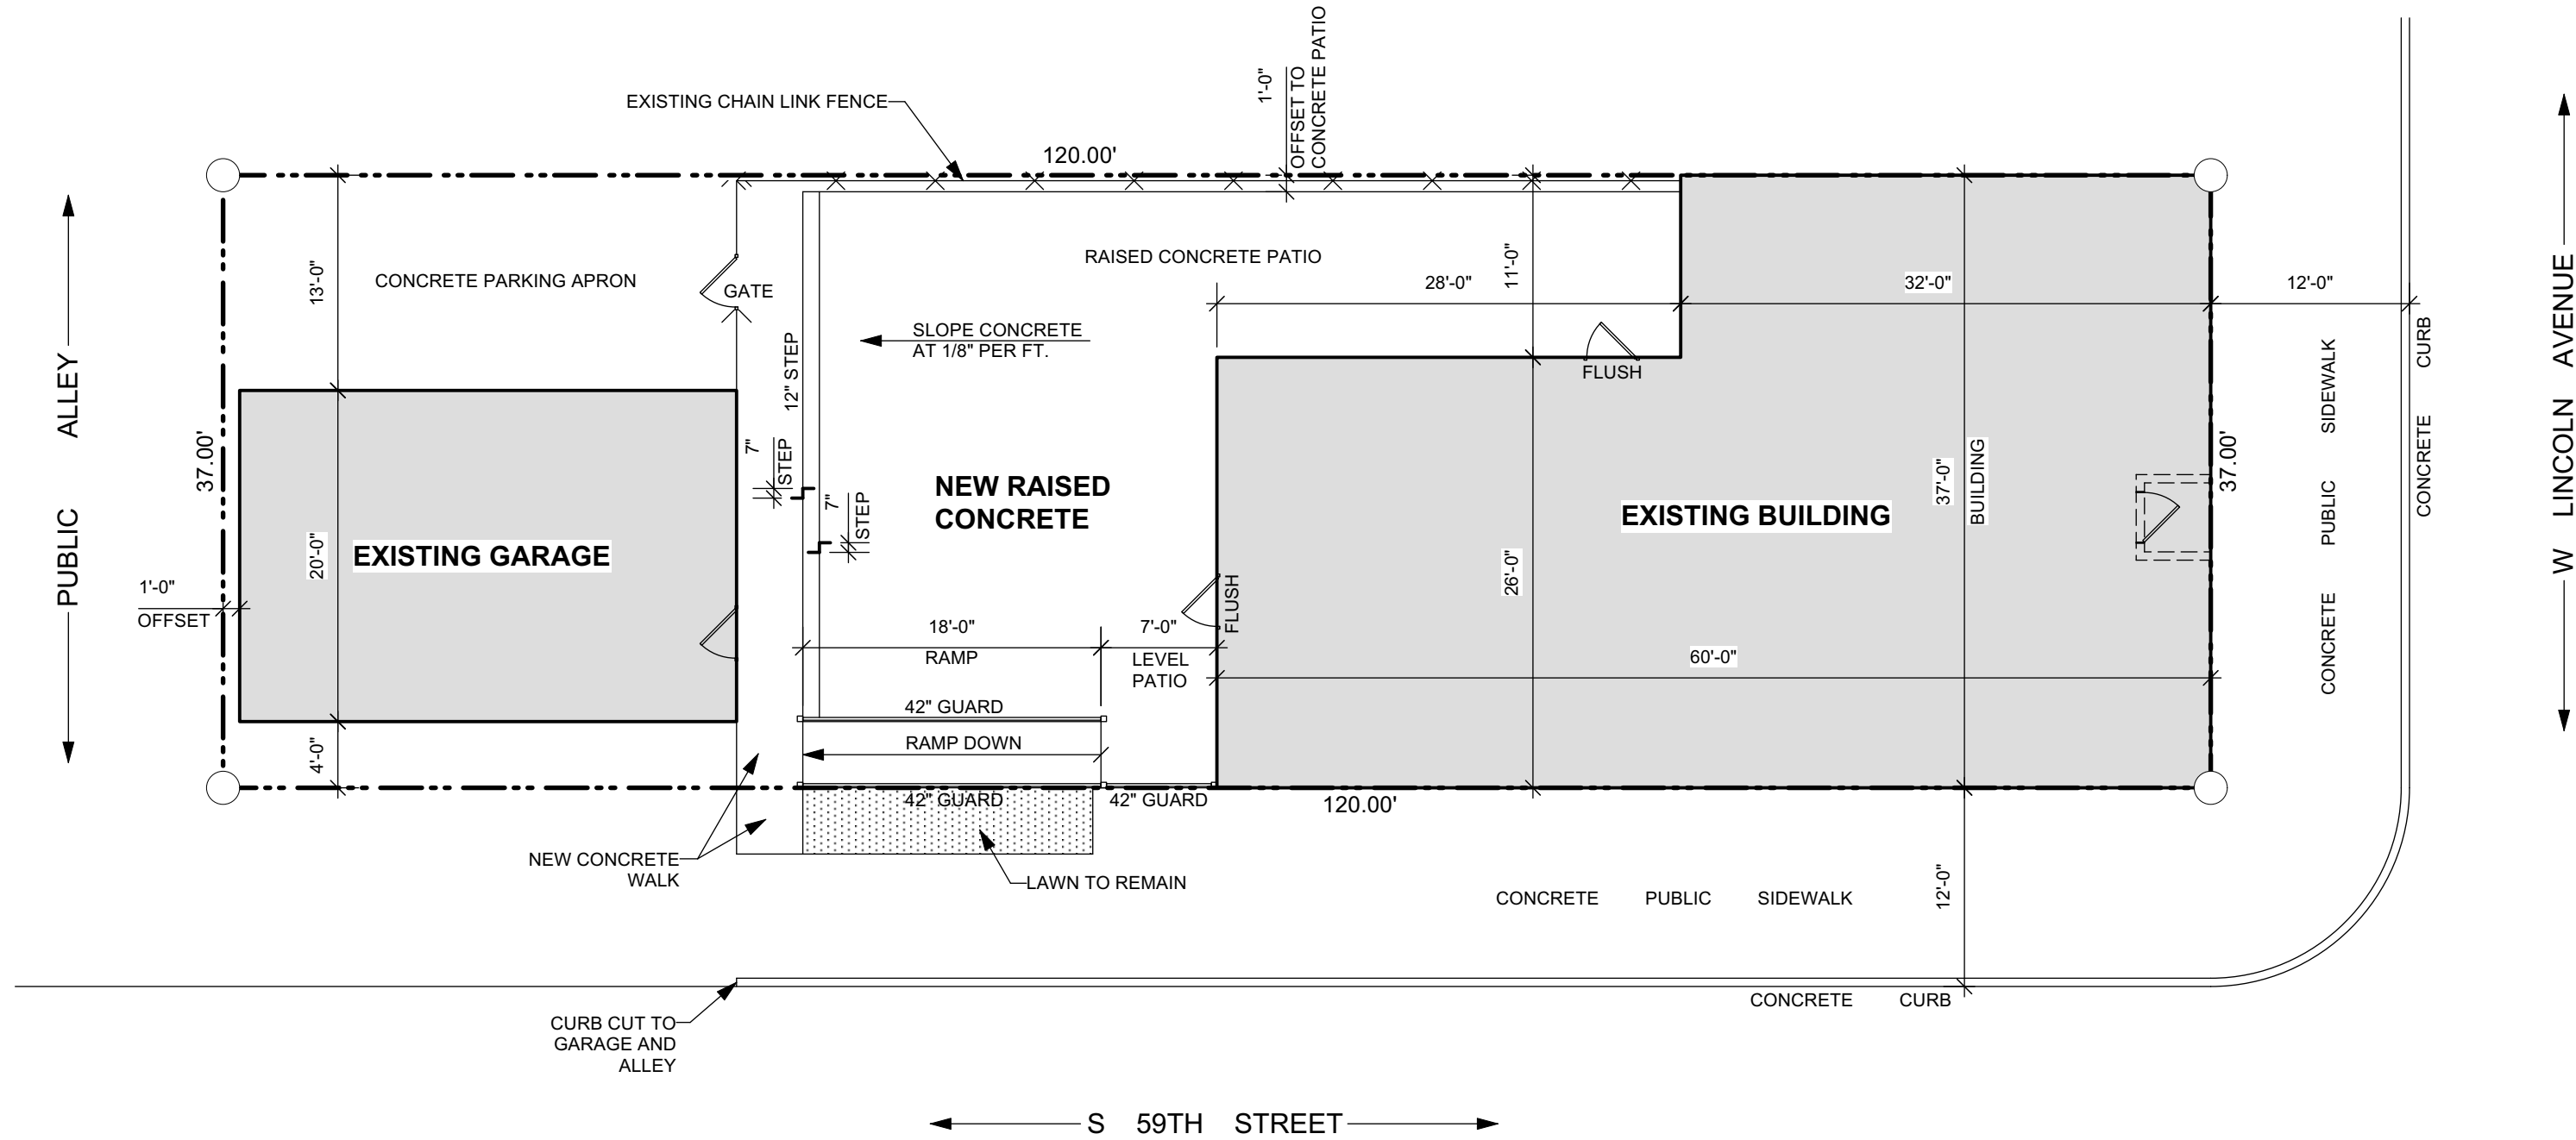 1'-0"
OFFSET TO
CONCRETE PATIO
EXISTING CHAIN LINK FENCE
120.00'
PUBLIC ALLEY
13'-0"
CONCRETE PARKING APRON
GATE
RAISED CONCRETE PATIO
28'-0"
11'-0"
32'-0"
12'-0"
SLOPE CONCRETE
AT 1/8" PER FT.
12" STEP
FLUSH
CONCRETE CURB
W LINCOLN AVENUE
37.00'
7"
STEP
7"
STEP
NEW RAISED
CONCRETE
EXISTING BUILDING
37'-0"
BUILDING
37.00'
CONCRETE PUBLIC SIDEWALK
20'-0"
EXISTING GARAGE
1'-0"
OFFSET
26'-0"
FLUSH
18'-0"
RAMP
7'-0"
LEVEL
PATIO
60'-0"
42" GUARD
RAMP DOWN
4'-0"
42" GUARD
42" GUARD
120.00'
NEW CONCRETE
WALK
LAWN TO REMAIN
CONCRETE PUBLIC SIDEWALK
12'-0"
CONCRETE CURB
CURB CUT TO
GARAGE AND
ALLEY
S 59TH STREET